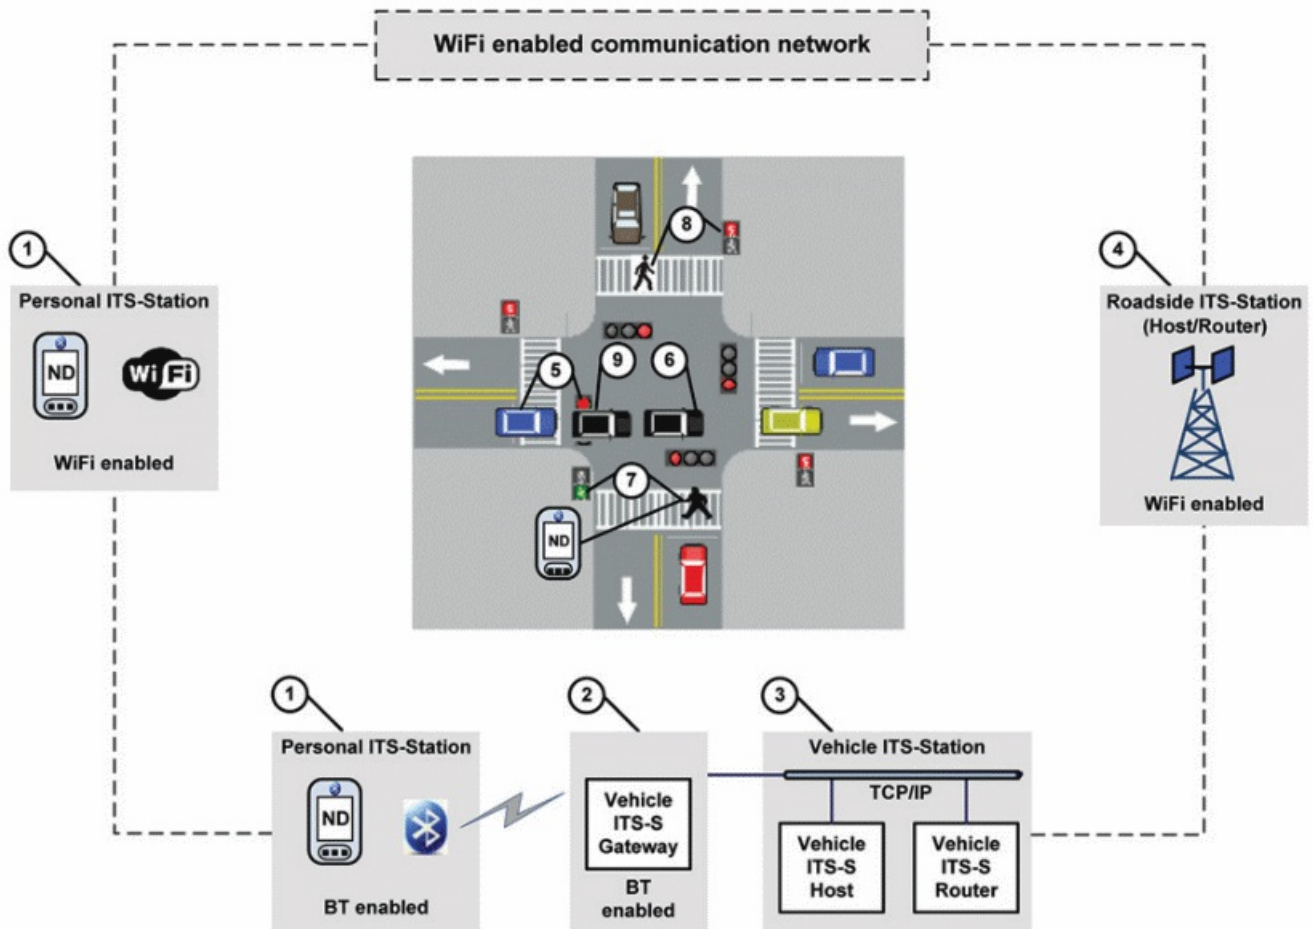 WiFi enabled communication network
1
Personal ITS-Station
ND
WiFi
WiFi enabled
8
5
9
6
7
ND
4
Roadside ITS-Station
(Host/Router)
WiFi enabled
1
Personal ITS-Station
ND
BT enabled
2
Vehicle
ITS-S
Gateway
BT
enabled
3
Vehicle ITS-Station
TCP/IP
Vehicle
ITS-S
Host
Vehicle
ITS-S
Router